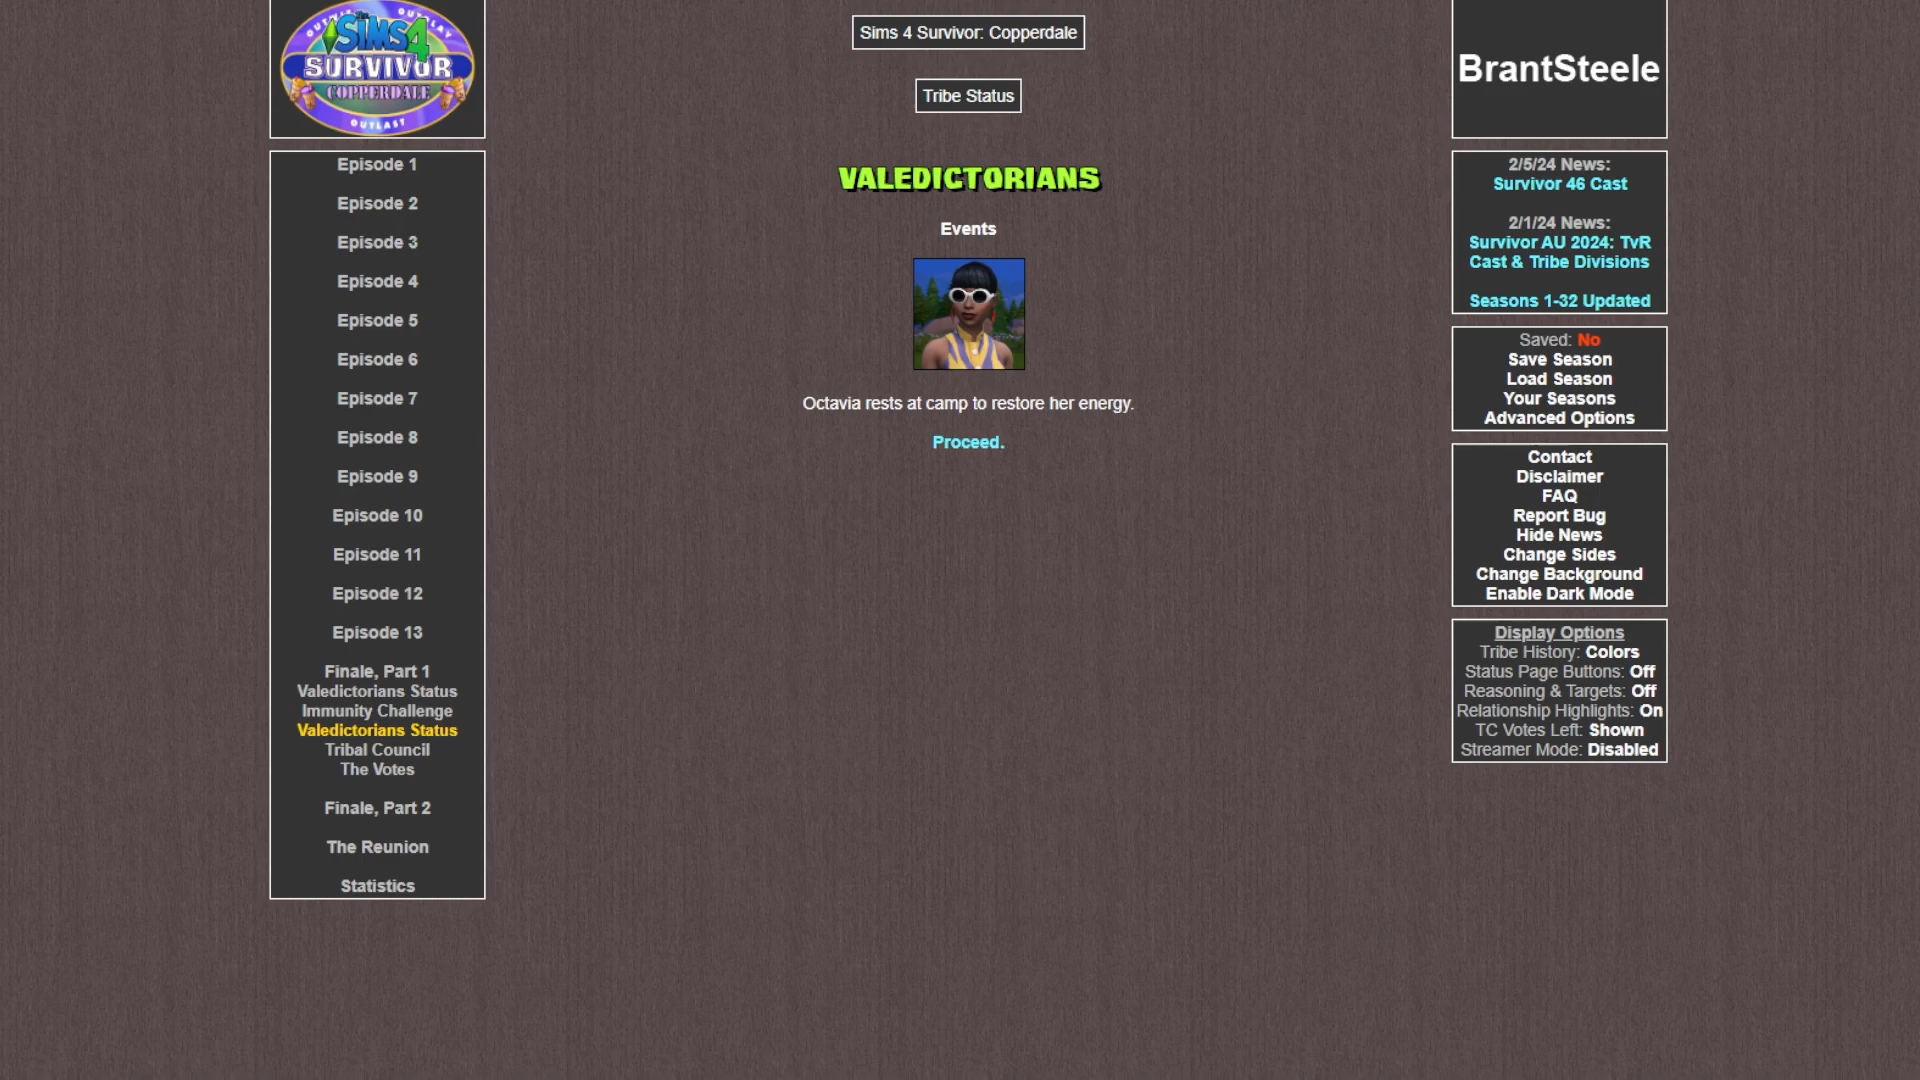 OUTWIT OUTPLAY
THE SIMS 4
SURVIVOR
COPPERDALE
OUTLAST
Episode 1
Episode 2
Episode 3
Episode 4
Episode 5
Episode 6
Episode 7
Episode 8
Episode 9
Episode 10
Episode 11
Episode 12
Episode 13
Finale, Part 1
Valedictorians Status
Immunity Challenge
Valedictorians Status
Tribal Council
The Votes
Finale, Part 2
The Reunion
Statistics
Sims 4 Survivor: Copperdale
Tribe Status
VALEDICTORIANS
Events
Octavia rests at camp to restore her energy.
Proceed.
BrantSteele
2/5/24 News:
Survivor 46 Cast
2/1/24 News:
Survivor AU 2024: TvR
Cast & Tribe Divisions
Seasons 1-32 Updated
Saved: No
Save Season
Load Season
Your Seasons
Advanced Options
Contact
Disclaimer
FAQ
Report Bug
Hide News
Change Sides
Change Background
Enable Dark Mode
Display Options
Tribe History: Colors
Status Page Buttons: Off
Reasoning & Targets: Off
Relationship Highlights: On
TC Votes Left: Shown
Streamer Mode: Disabled